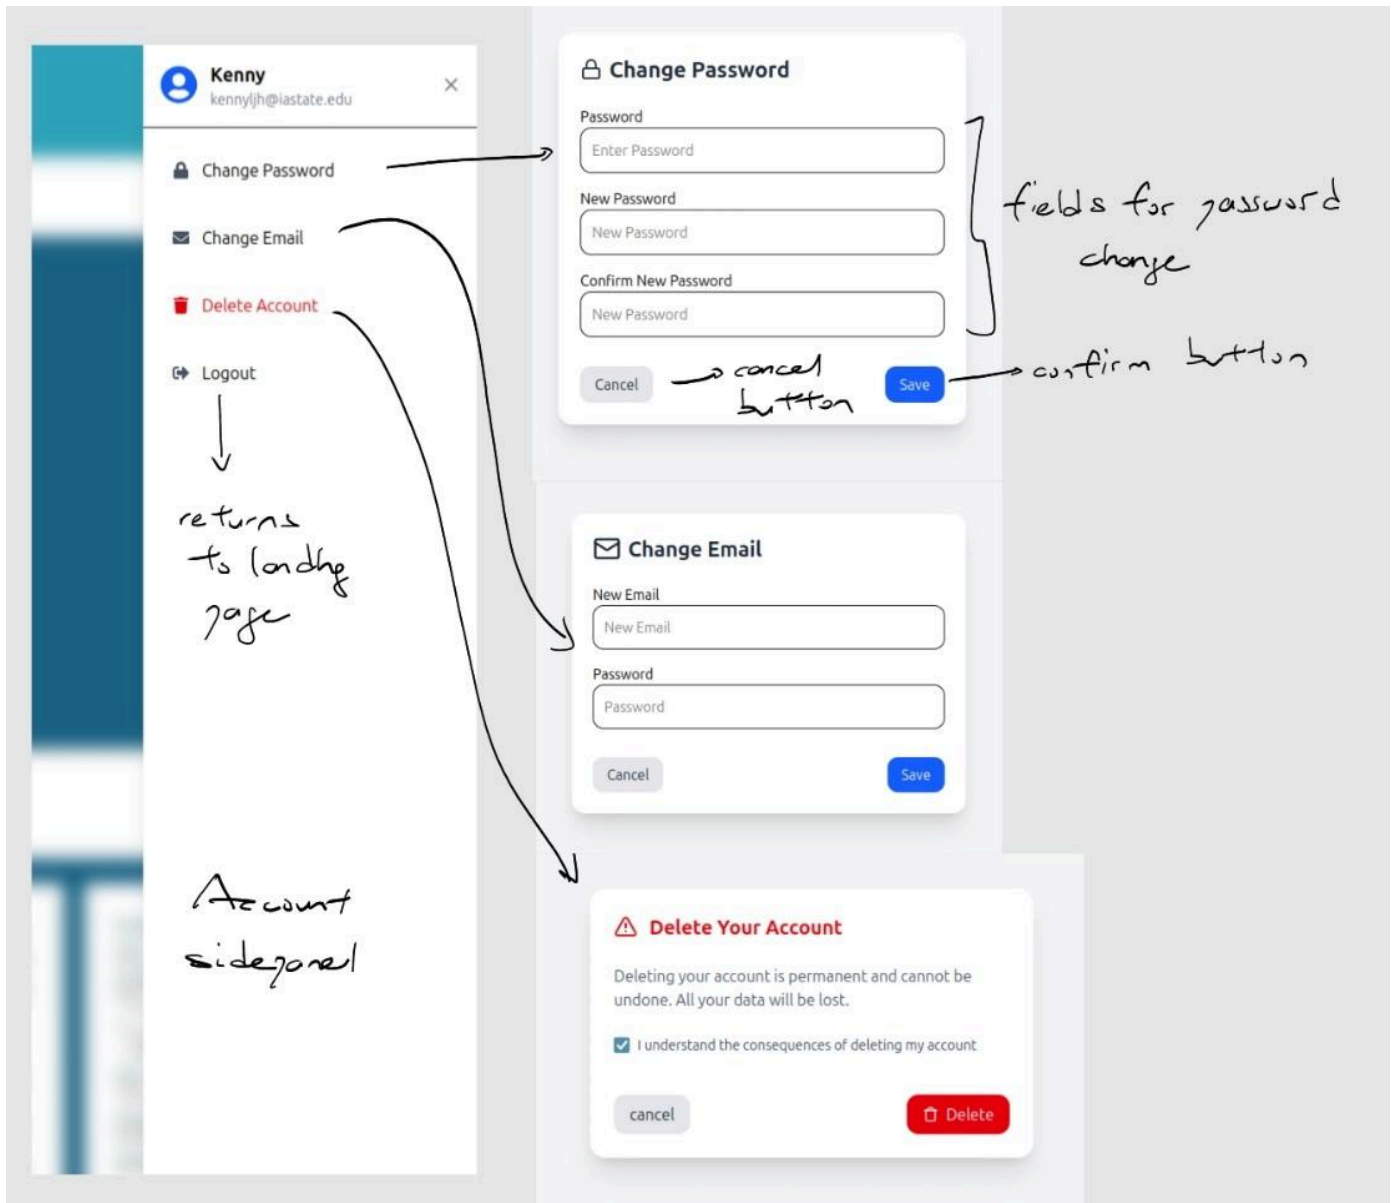 Kenny
kennyljh@iastate.edu
Change Password
Change Email
Delete Account
Logout
returns
to landing
page
Account
sidepanel
Change Password
Password
Enter Password
New Password
New Password
Confirm New Password
New Password
Cancel
cancel
button
Save
confirm button
fields for password
change
Change Email
New Email
New Email
Password
Password
Cancel
Save
Delete Your Account
Deleting your account is permanent and cannot be
undone. All your data will be lost.
I understand the consequences of deleting my account
cancel
Delete